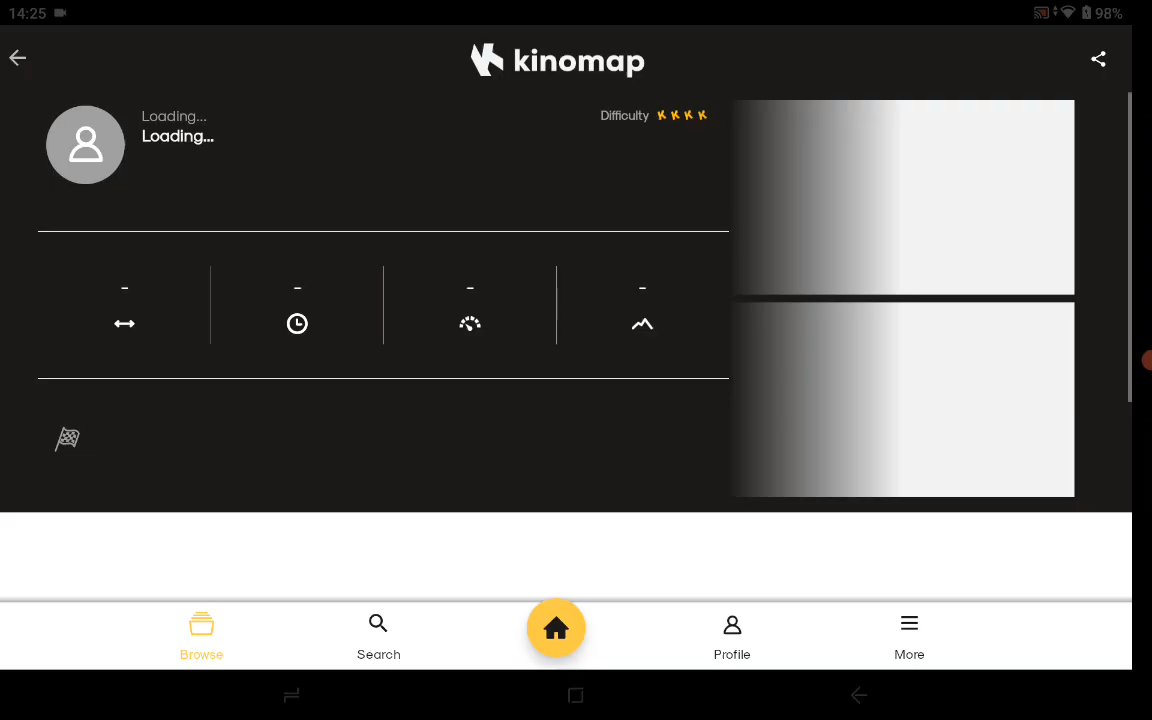 14:25
98%
kinomap
Loading...
Difficulty
Loading...
-
-
-
-
Browse
Search
Profile
More